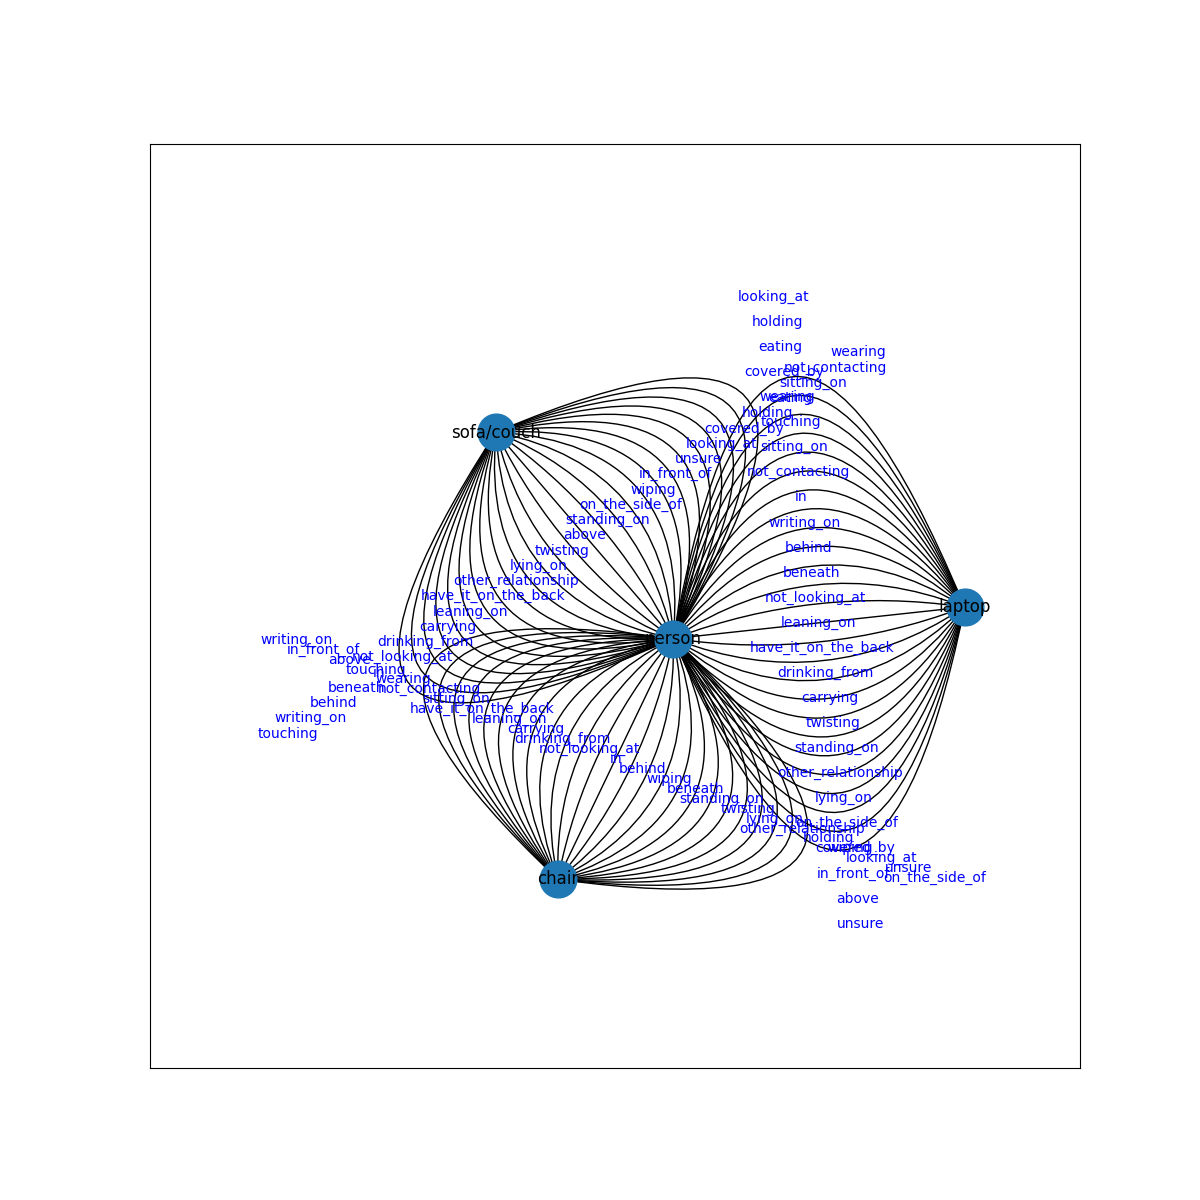 looking_at
holding
eating
wearing
not_contacting
covered_by
sitting_on
wearing
eating
holding
touching
covered_by
sofa/couch
looking_at
sitting_on
unsure
in_front_of
not_contacting
wiping
in
on_the_side_of
standing_on
writing_on
above
behind
twisting
lying_on
beneath
other_relationship
have_it_on_the_back
not_looking_at
laptop
leaning_on
leaning_on
carrying
writing_on
person
drinking_from
in_front_of
have_it_on_the_back
above
not_looking_at
touching
in
drinking_from
wearing
beneath
not_contacting
sitting_on
carrying
behind
have_it_on_the_back
writing_on
leaning_on
twisting
carrying
touching
drinking_from
not_looking_at
standing_on
in
behind
other_relationship
wiping
beneath
standing_on
lying_on
twisting
lying_on
on_the_side_of
other_relationship
holding
covered_by
wiping
looking_at
unsure
in_front_of
on_the_side_of
chair
above
unsure